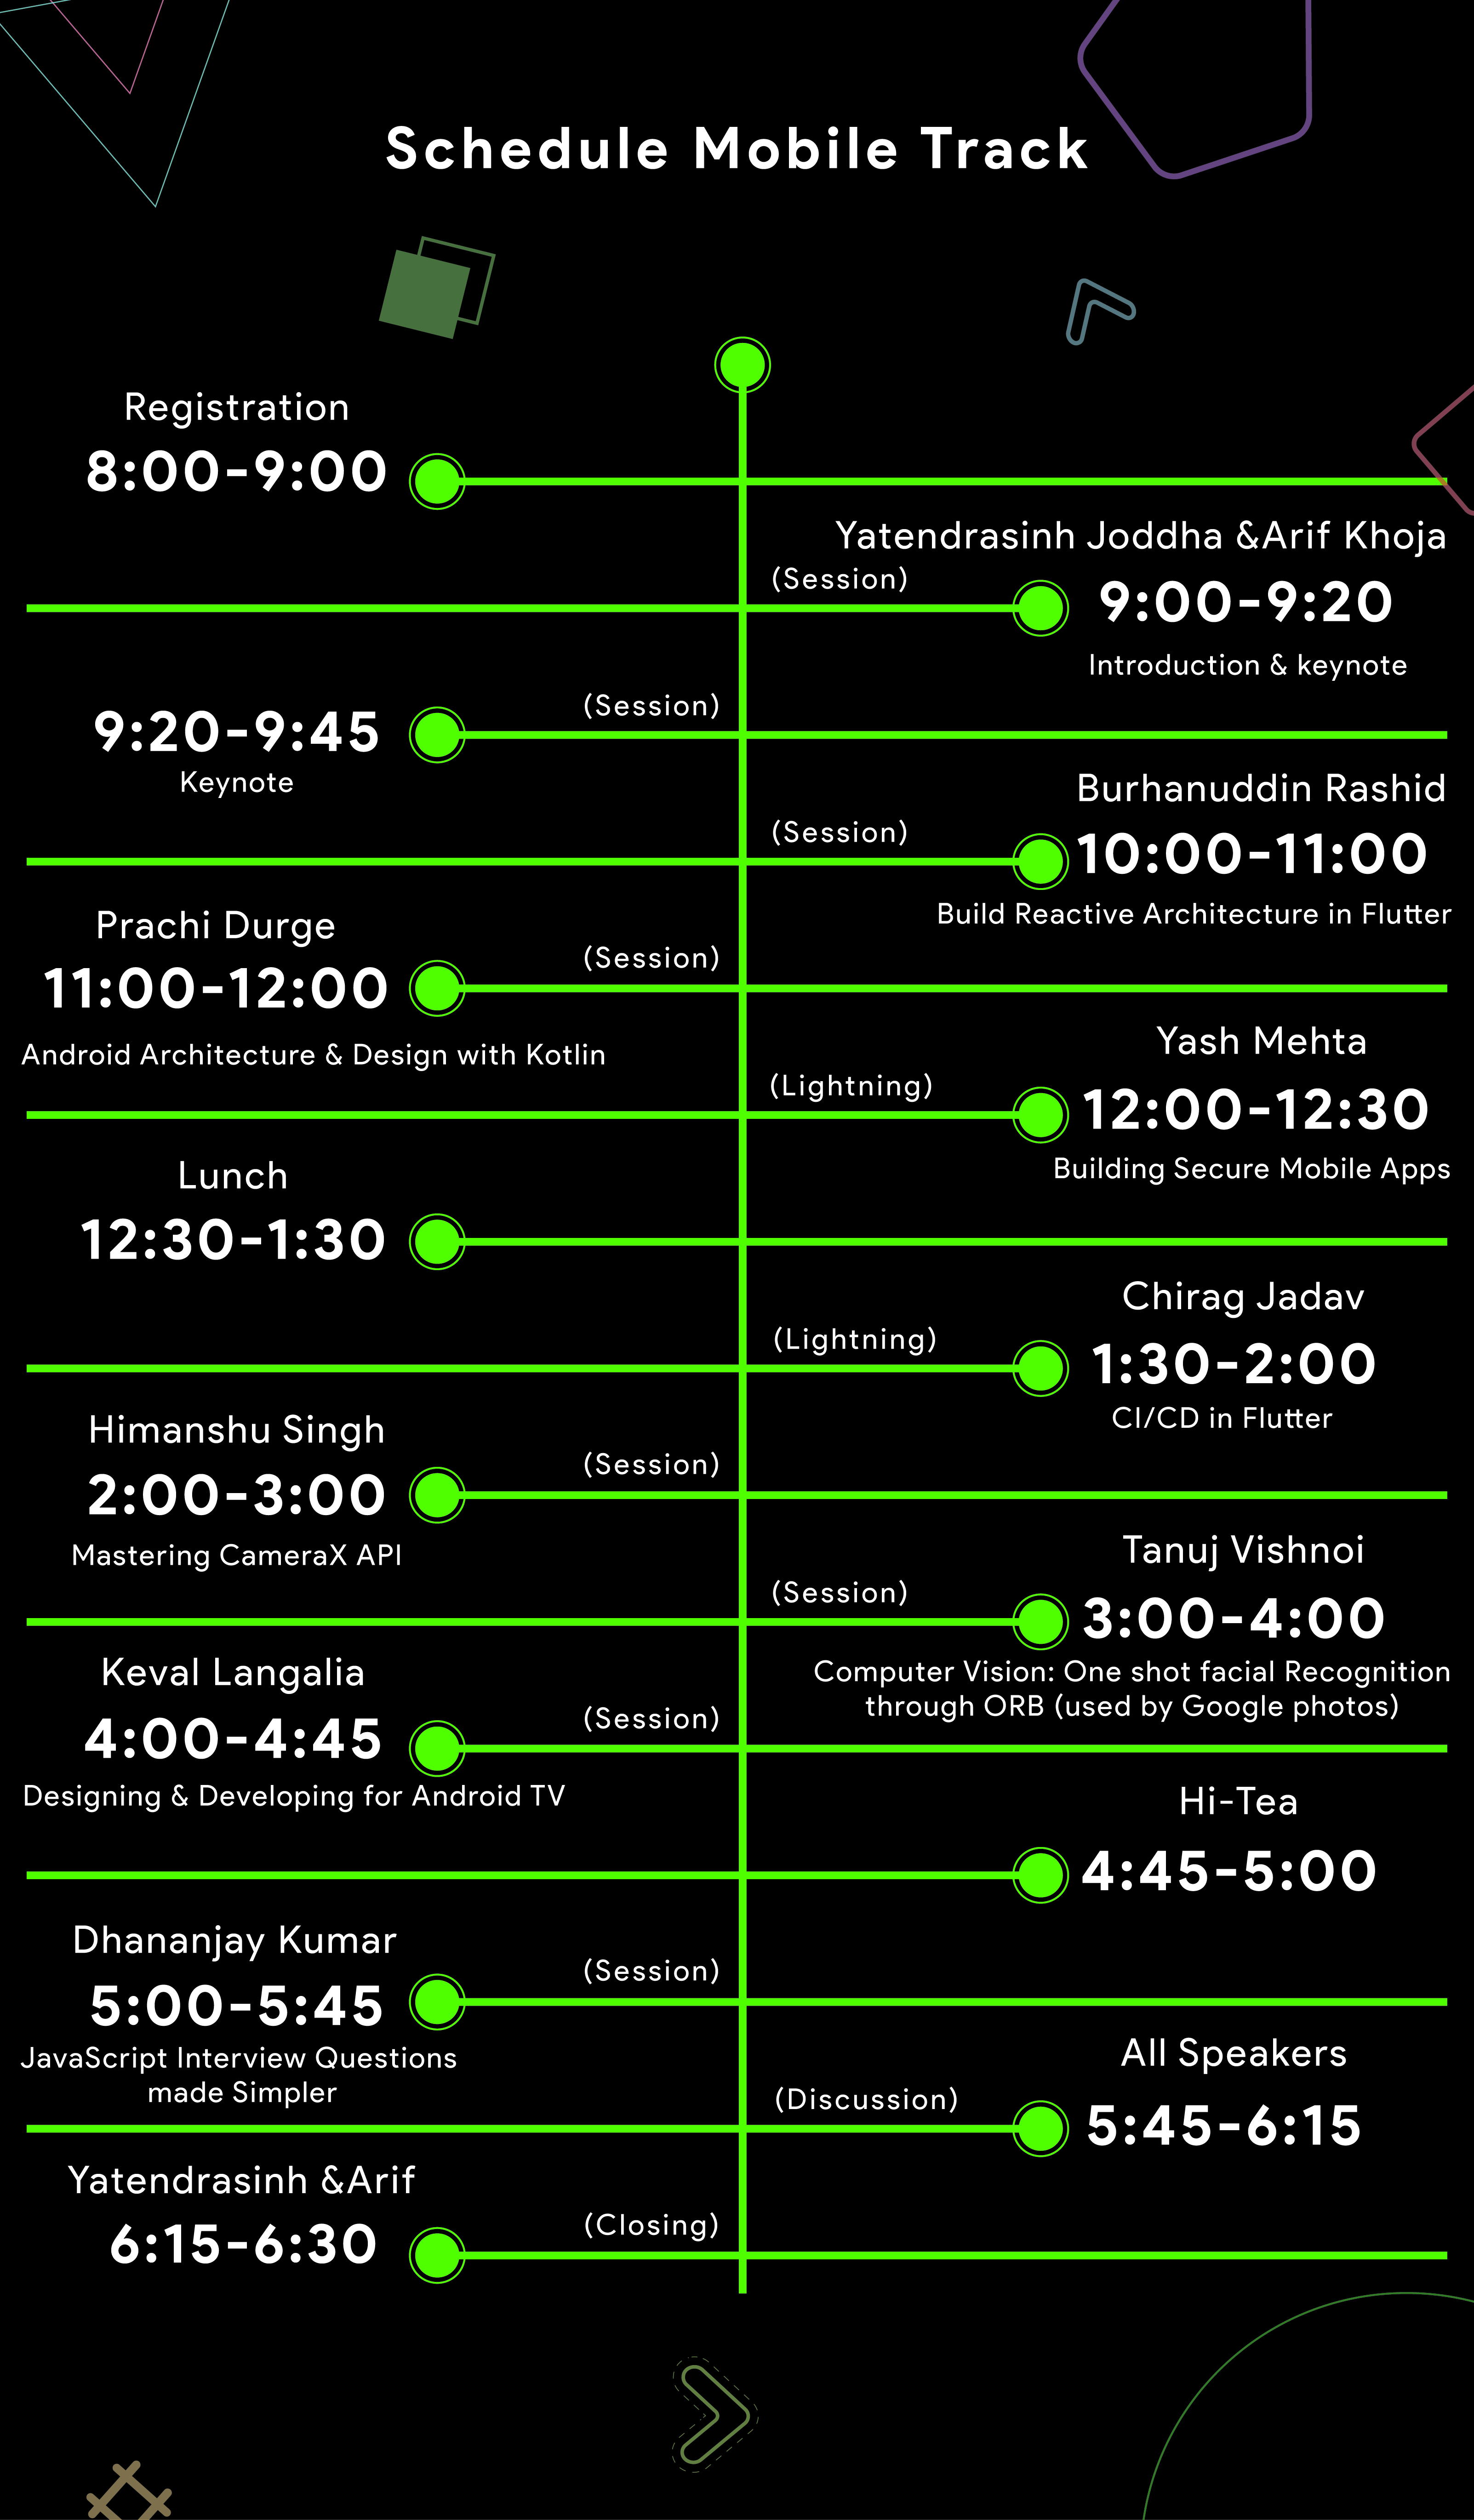 Schedule Mobile Track
Registration
8:00-9:00
Yatendrasinh Joddha &Arif Khoja
(Session)
9:00-9:20
Introduction & keynote
(Session)
9:20-9:45
Keynote
Burhanuddin Rashid
(Session)
10:00-11:00
Build Reactive Architecture in Flutter
Prachi Durge
(Session)
11:00-12:00
Android Architecture & Design with Kotlin
Yash Mehta
(Lightning)
12:00-12:30
Building Secure Mobile Apps
Lunch
12:30-1:30
Chirag Jadav
(Lightning)
1:30-2:00
CI/CD in Flutter
Himanshu Singh
(Session)
2:00-3:00
Mastering CameraX API
Tanuj Vishnoi
(Session)
3:00-4:00
Computer Vision: One shot facial Recognition
through ORB (used by Google photos)
Keval Langalia
(Session)
4:00-4:45
Designing & Developing for Android TV
Hi-Tea
4:45-5:00
Dhananjay Kumar
(Session)
5:00-5:45
JavaScript Interview Questions
made Simpler
All Speakers
(Discussion)
5:45-6:15
Yatendrasinh &Arif
(Closing)
6:15-6:30